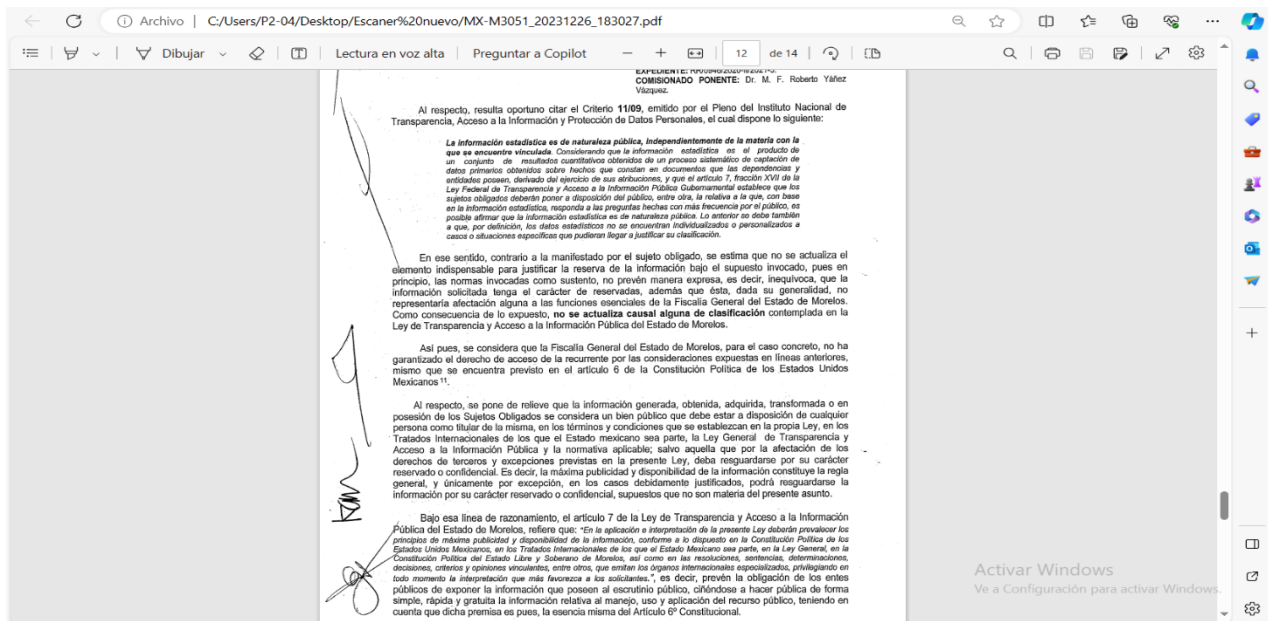 Archivo | C:/Users/P2-04/Desktop/Escaner%20nuevo/MX-M3051_20231226_183027.pdf
Dibujar Lectura en voz alta Preguntar a Copilot 12 de 14
COMISIONADO PONENTE: Dr. M. F. Roberto Yáñez
Vázquez.
Al respecto, resulta oportuno citar el Criterio 11/09, emitido por el Pleno del Instituto Nacional de
Transparencia, Acceso a la Información y Protección de Datos Personales, el cual dispone lo siguiente:
La información estadística es de naturaleza pública, independientemente de la materia con la
que se encuentre vinculada. Considerando que la información estadística es el producto de
un conjunto de resultados cuantitativos obtenidos de un proceso sistemático de captación de
datos primarios obtenidos sobre hechos que constan en documentos que las dependencias y
entidades poseen, derivado del ejercicio de sus atribuciones, y que el artículo 7, fracción XVII de la
Ley Federal de Transparencia y Acceso a la Información Pública Gubernamental establece que los
sujetos obligados deberán poner a disposición del público, entre otra, la relativa a la que, con base
en la información estadística, responda a las preguntas hechas con más frecuencia por el público, es
posible afirmar que la información estadística es de naturaleza pública. Lo anterior se debe también
a que, por definición, los datos estadísticos no se encuentran individualizados o personalizados a
casos o situaciones específicas que pudieran llegar a justificar su clasificación.
En ese sentido, contrario a la manifestado por el sujeto obligado, se estima que no se actualiza el
elemento indispensable para justificar la reserva de la información bajo el supuesto invocado, pues en
principio, las normas invocadas como sustento, no prevén manera expresa, es decir, inequívoca, que la
información solicitada tenga el carácter de reservadas, además que ésta, dada su generalidad, no
representaría afectación alguna a las funciones esenciales de la Fiscalía General del Estado de Morelos.
Como consecuencia de lo expuesto, no se actualiza causal alguna de clasificación contemplada en la
Ley de Transparencia y Acceso a la Información Pública del Estado de Morelos.
Así pues, se considera que la Fiscalía General del Estado de Morelos, para el caso concreto, no ha
garantizado el derecho de acceso de la recurrente por las consideraciones expuestas en líneas anteriores,
mismo que se encuentra previsto en el artículo 6 de la Constitución Política de los Estados Unidos
Mexicanos 11.
Al respecto, se pone de relieve que la información generada, obtenida, adquirida, transformada o en
posesión de los Sujetos Obligados se considera un bien público que debe estar a disposición de cualquier
persona como titular de la misma, en los términos y condiciones que se establezcan en la propia Ley, en los
Tratados Internacionales de los que el Estado mexicano sea parte, la Ley General de Transparencia y
Acceso a la Información Pública y la normativa aplicable; salvo aquella que por la afectación de los
derechos de terceros y excepciones previstas en la presente Ley, deba resguardarse por su carácter
reservado o confidencial. Es decir, la máxima publicidad y disponibilidad de la información constituye la regla
general, y únicamente por excepción, en los casos debidamente justificados, podrá resguardarse la
información por su carácter reservado o confidencial, supuestos que no son materia del presente asunto.
Bajo esa línea de razonamiento, el artículo 7 de la Ley de Transparencia y Acceso a la Información
Pública del Estado de Morelos, refiere que: "En la aplicación e interpretación de la presente Ley deberán prevalecer los
principios de máxima publicidad y disponibilidad de la información, conforme a lo dispuesto en la Constitución Política de los
Estados Unidos Mexicanos, en los Tratados Internacionales de los que el Estado Mexicano sea parte, en la Ley General, en la
Constitución Política del Estado Libre y Soberano de Morelos, así como en las resoluciones, sentencias, determinaciones,
decisiones, criterios y opiniones vinculantes, entre otros, que emitan los órganos internacionales especializados, privilegiando en
todo momento la interpretación que más favorezca a los solicitantes.", es decir, prevén la obligación de los entes
públicos de exponer la información que poseen al escrutinio público, ciñéndose a hacer pública de forma
simple, rápida y gratuita la información relativa al manejo, uso y aplicación del recurso público, teniendo en
cuenta que dicha premisa es pues, la esencia misma del Artículo 6º Constitucional.
Activar Windows
Ve a Configuración para activar Windows.